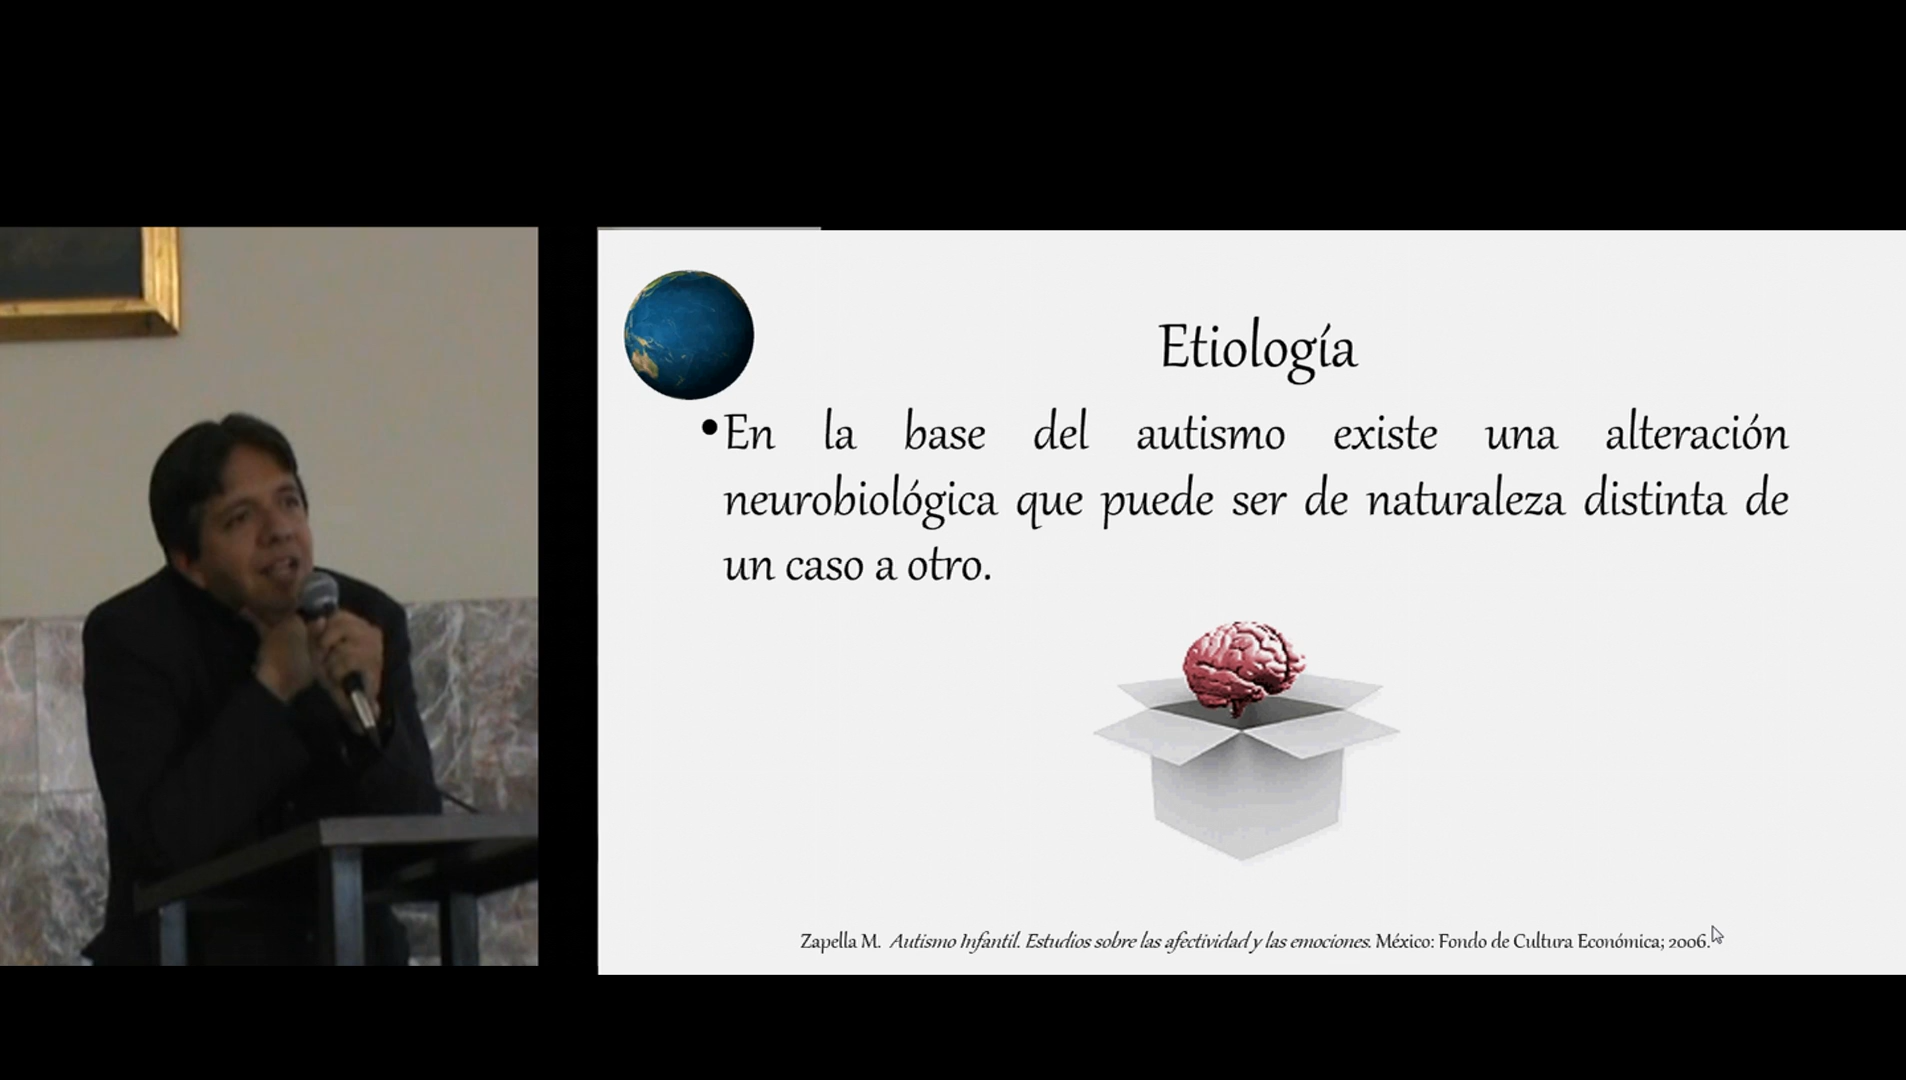 Etiología
•En la base del autismo existe una alteración
neurobiológica que puede ser de naturaleza distinta de
un caso a otro.
Zapella M. Autismo Infantil. Estudios sobre las afectividad y las emociones. México: Fondo de Cultura Económica; 2006.